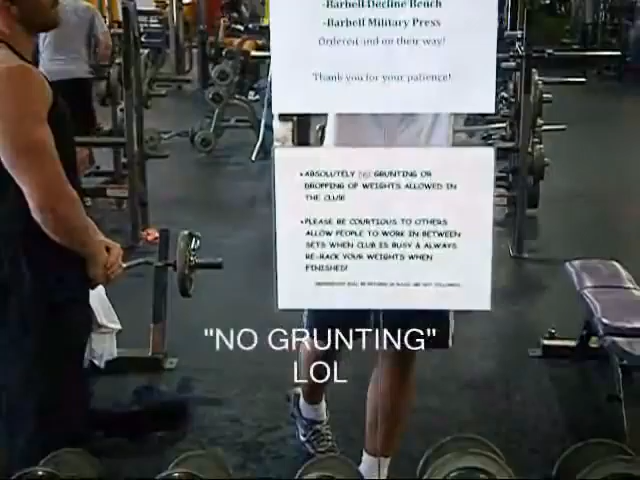 -Barbell Decline Bench
-Barbell Military Press
Ordered and on their way!
Thank you for your patience!
•ABSOLUTELY NO GRUNTING OR
DROPPING OF WEIGHTS ALLOWED IN
THE CLUB!
•PLEASE BE COURTIOUS TO OTHERS
ALLOW PEOPLE TO WORK IN BETWEEN
SETS WHEN CLUB IS BUSY & ALWAYS
RE-RACK YOUR WEIGHTS WHEN
FINISHED!
"NO GRUNTING"
LOL